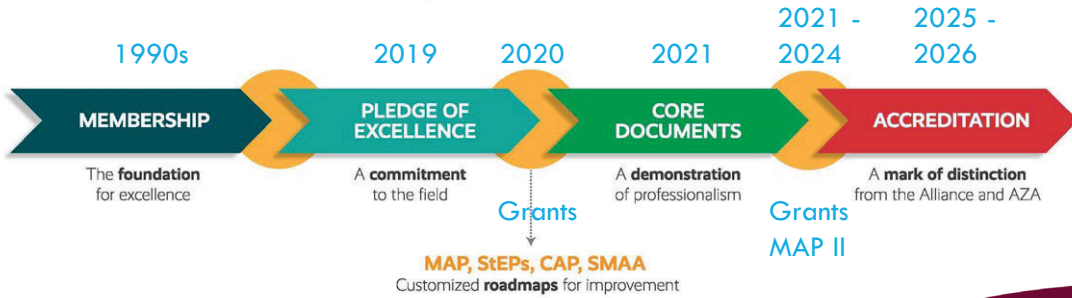 2021 -
2025 -
1990s
2019
2020
2021
2024
2026
MEMBERSHIP
PLEDGE OF
EXCELLENCE
CORE
DOCUMENTS
ACCREDITATION
The foundation
for excellence
A commitment
to the field
A demonstration
of professionalism
A mark of distinction
from the Alliance and AZA
Grants
Grants
MAP II
MAP, StEPs, CAP, SMAA
Customized roadmaps for improvement